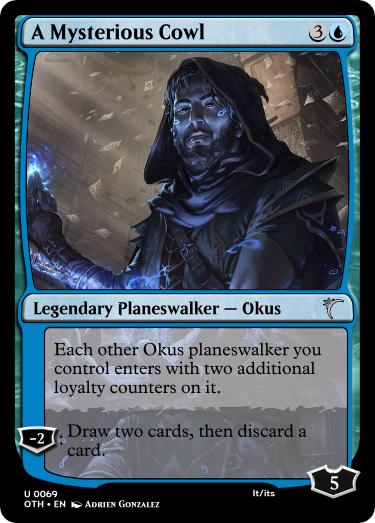 A Mysterious Cowl 3
Legendary Planeswalker — Okus
Each other Okus planeswalker you
control enters with two additional
loyalty counters on it.
-2 : Draw two cards, then discard a
card.
5
U 0069 It/its
OTH • EN Adrien Gonzalez